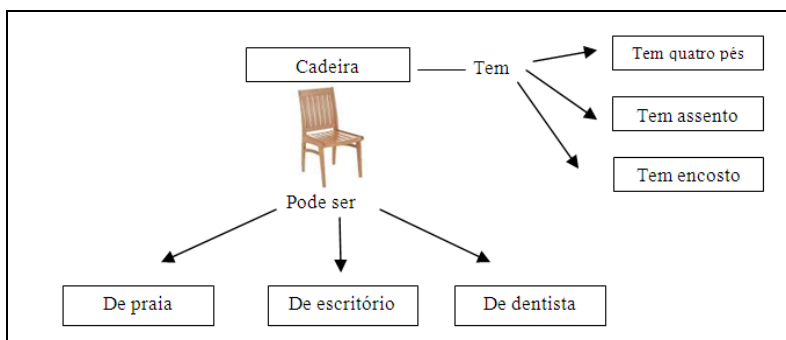 Cadeira
Tem
Tem quatro pés
Tem assento
Tem encosto
Pode ser
De praia
De escritório
De dentista